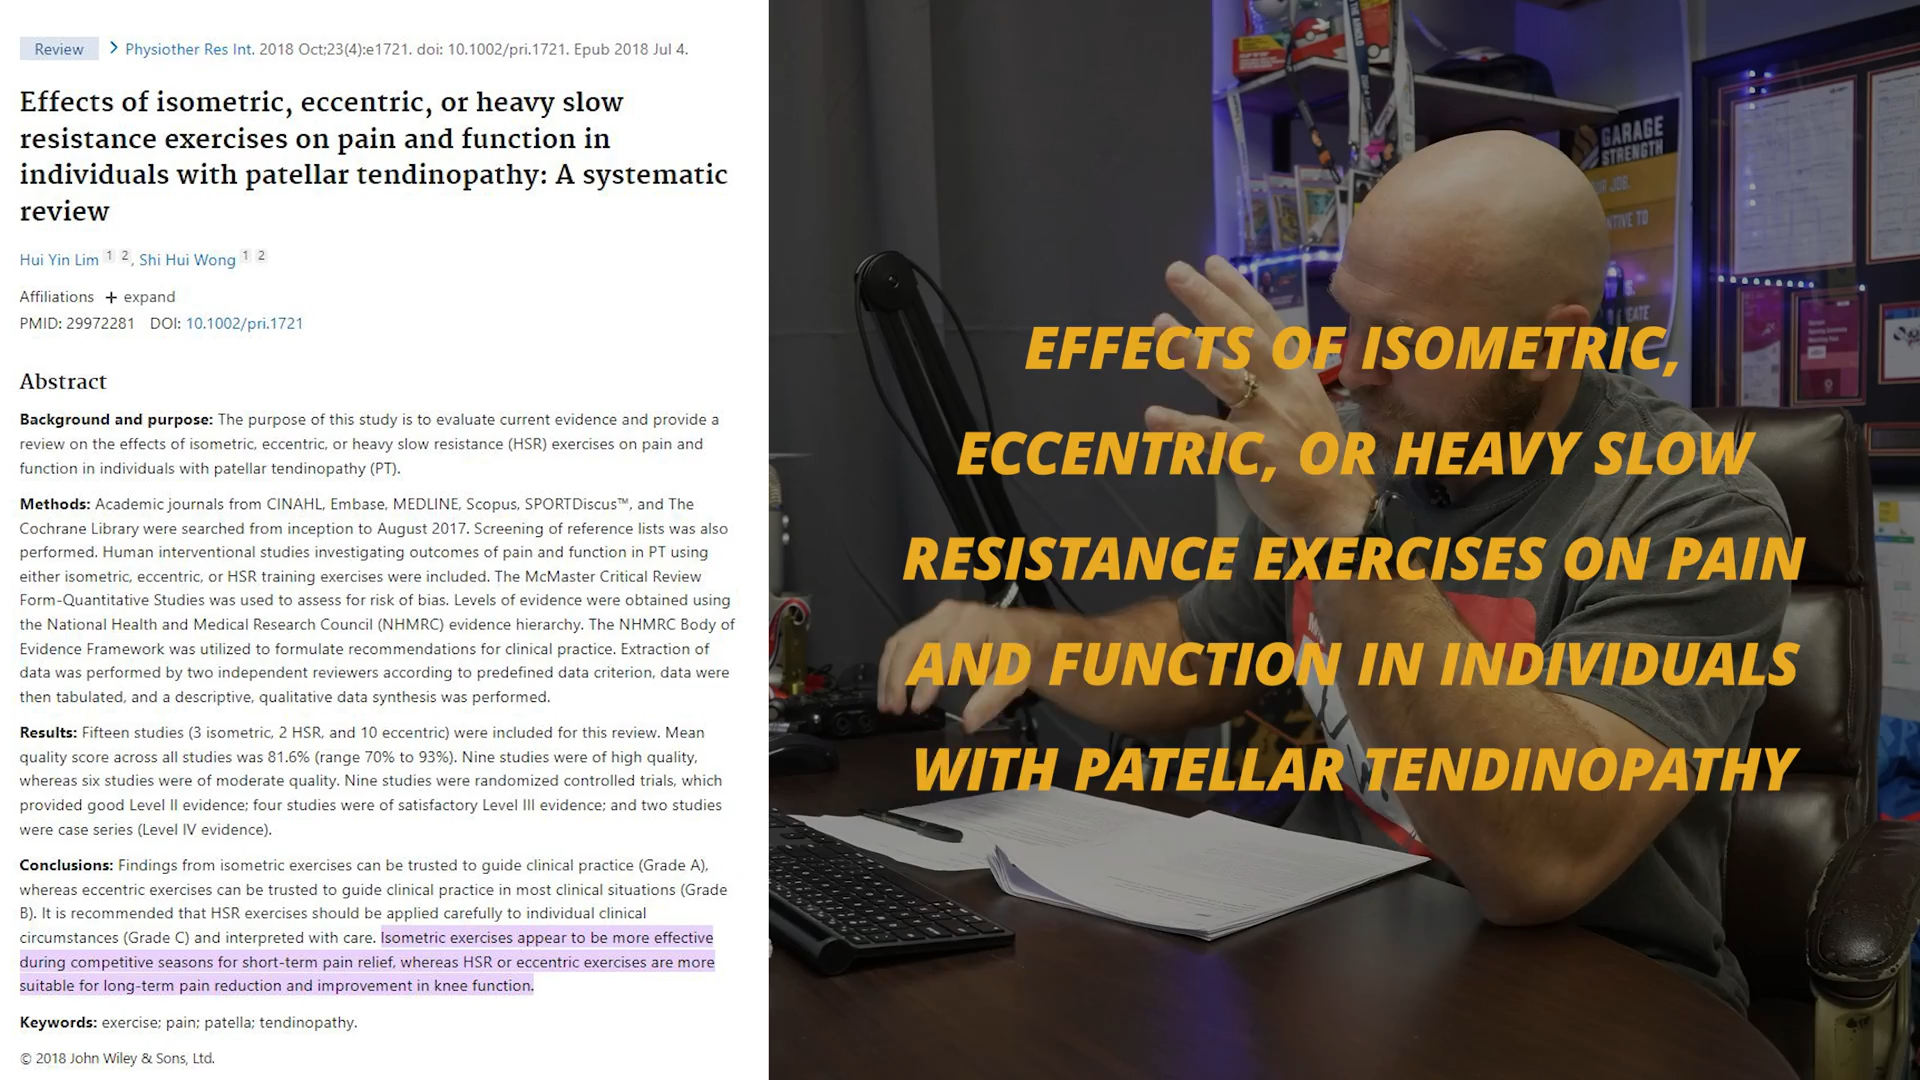 Review > Physiother Res Int. 2018 Oct;23(4):e1721. doi: 10.1002/pri.1721. Epub 2018 Jul 4.
Effects of isometric, eccentric, or heavy slow
resistance exercises on pain and function in
individuals with patellar tendinopathy: A systematic
review
Hui Yin Lim 1 2, Shi Hui Wong 1 2
Affiliations + expand
PMID: 29972281 DOI: 10.1002/pri.1721
Abstract
Background and purpose: The purpose of this study is to evaluate current evidence and provide a
review on the effects of isometric, eccentric, or heavy slow resistance (HSR) exercises on pain and
function in individuals with patellar tendinopathy (PT).
Methods: Academic journals from CINAHL, Embase, MEDLINE, Scopus, SPORTDiscus™, and The
Cochrane Library were searched from inception to August 2017. Screening of reference lists was also
performed. Human interventional studies investigating outcomes of pain and function in PT using
either isometric, eccentric, or HSR training exercises were included. The McMaster Critical Review
Form-Quantitative Studies was used to assess for risk of bias. Levels of evidence were obtained using
the National Health and Medical Research Council (NHMRC) evidence hierarchy. The NHMRC Body of
Evidence Framework was utilized to formulate recommendations for clinical practice. Extraction of
data was performed by two independent reviewers according to predefined data criterion, data were
then tabulated, and a descriptive, qualitative data synthesis was performed.
Results: Fifteen studies (3 isometric, 2 HSR, and 10 eccentric) were included for this review. Mean
quality score across all studies was 81.6% (range 70% to 93%). Nine studies were of high quality,
whereas six studies were of moderate quality. Nine studies were randomized controlled trials, which
provided good Level II evidence; four studies were of satisfactory Level III evidence; and two studies
were case series (Level IV evidence).
Conclusions: Findings from isometric exercises can be trusted to guide clinical practice (Grade A),
whereas eccentric exercises can be trusted to guide clinical practice in most clinical situations (Grade
B). It is recommended that HSR exercises should be applied carefully to individual clinical
circumstances (Grade C) and interpreted with care. Isometric exercises appear to be more effective
during competitive seasons for short-term pain relief, whereas HSR or eccentric exercises are more
suitable for long-term pain reduction and improvement in knee function.
Keywords: exercise; pain; patella; tendinopathy.
© 2018 John Wiley & Sons, Ltd.
GARAGE
STRENGTH
EFFECTS OF ISOMETRIC,
ECCENTRIC, OR HEAVY SLOW
RESISTANCE EXERCISES ON PAIN
AND FUNCTION IN INDIVIDUALS
WITH PATELLAR TENDINOPATHY